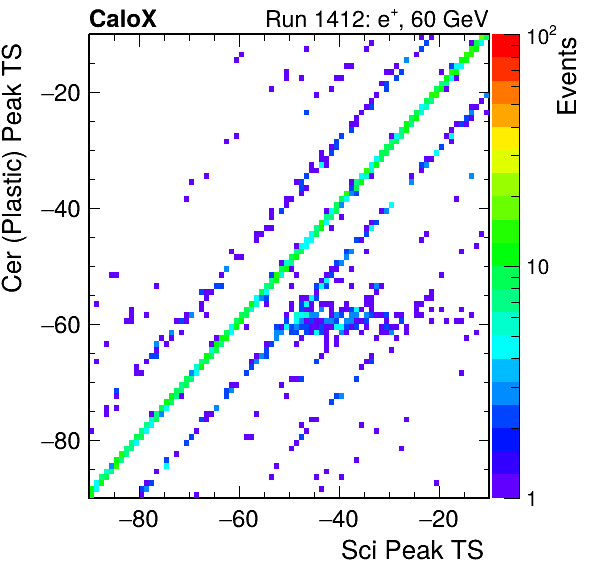 CaloX Run 1412: e⁺, 60 GeV
10²
Events
10
1
Cer (Plastic) Peak TS
−20
−40
−60
−80
−80 −60 −40 −20
Sci Peak TS